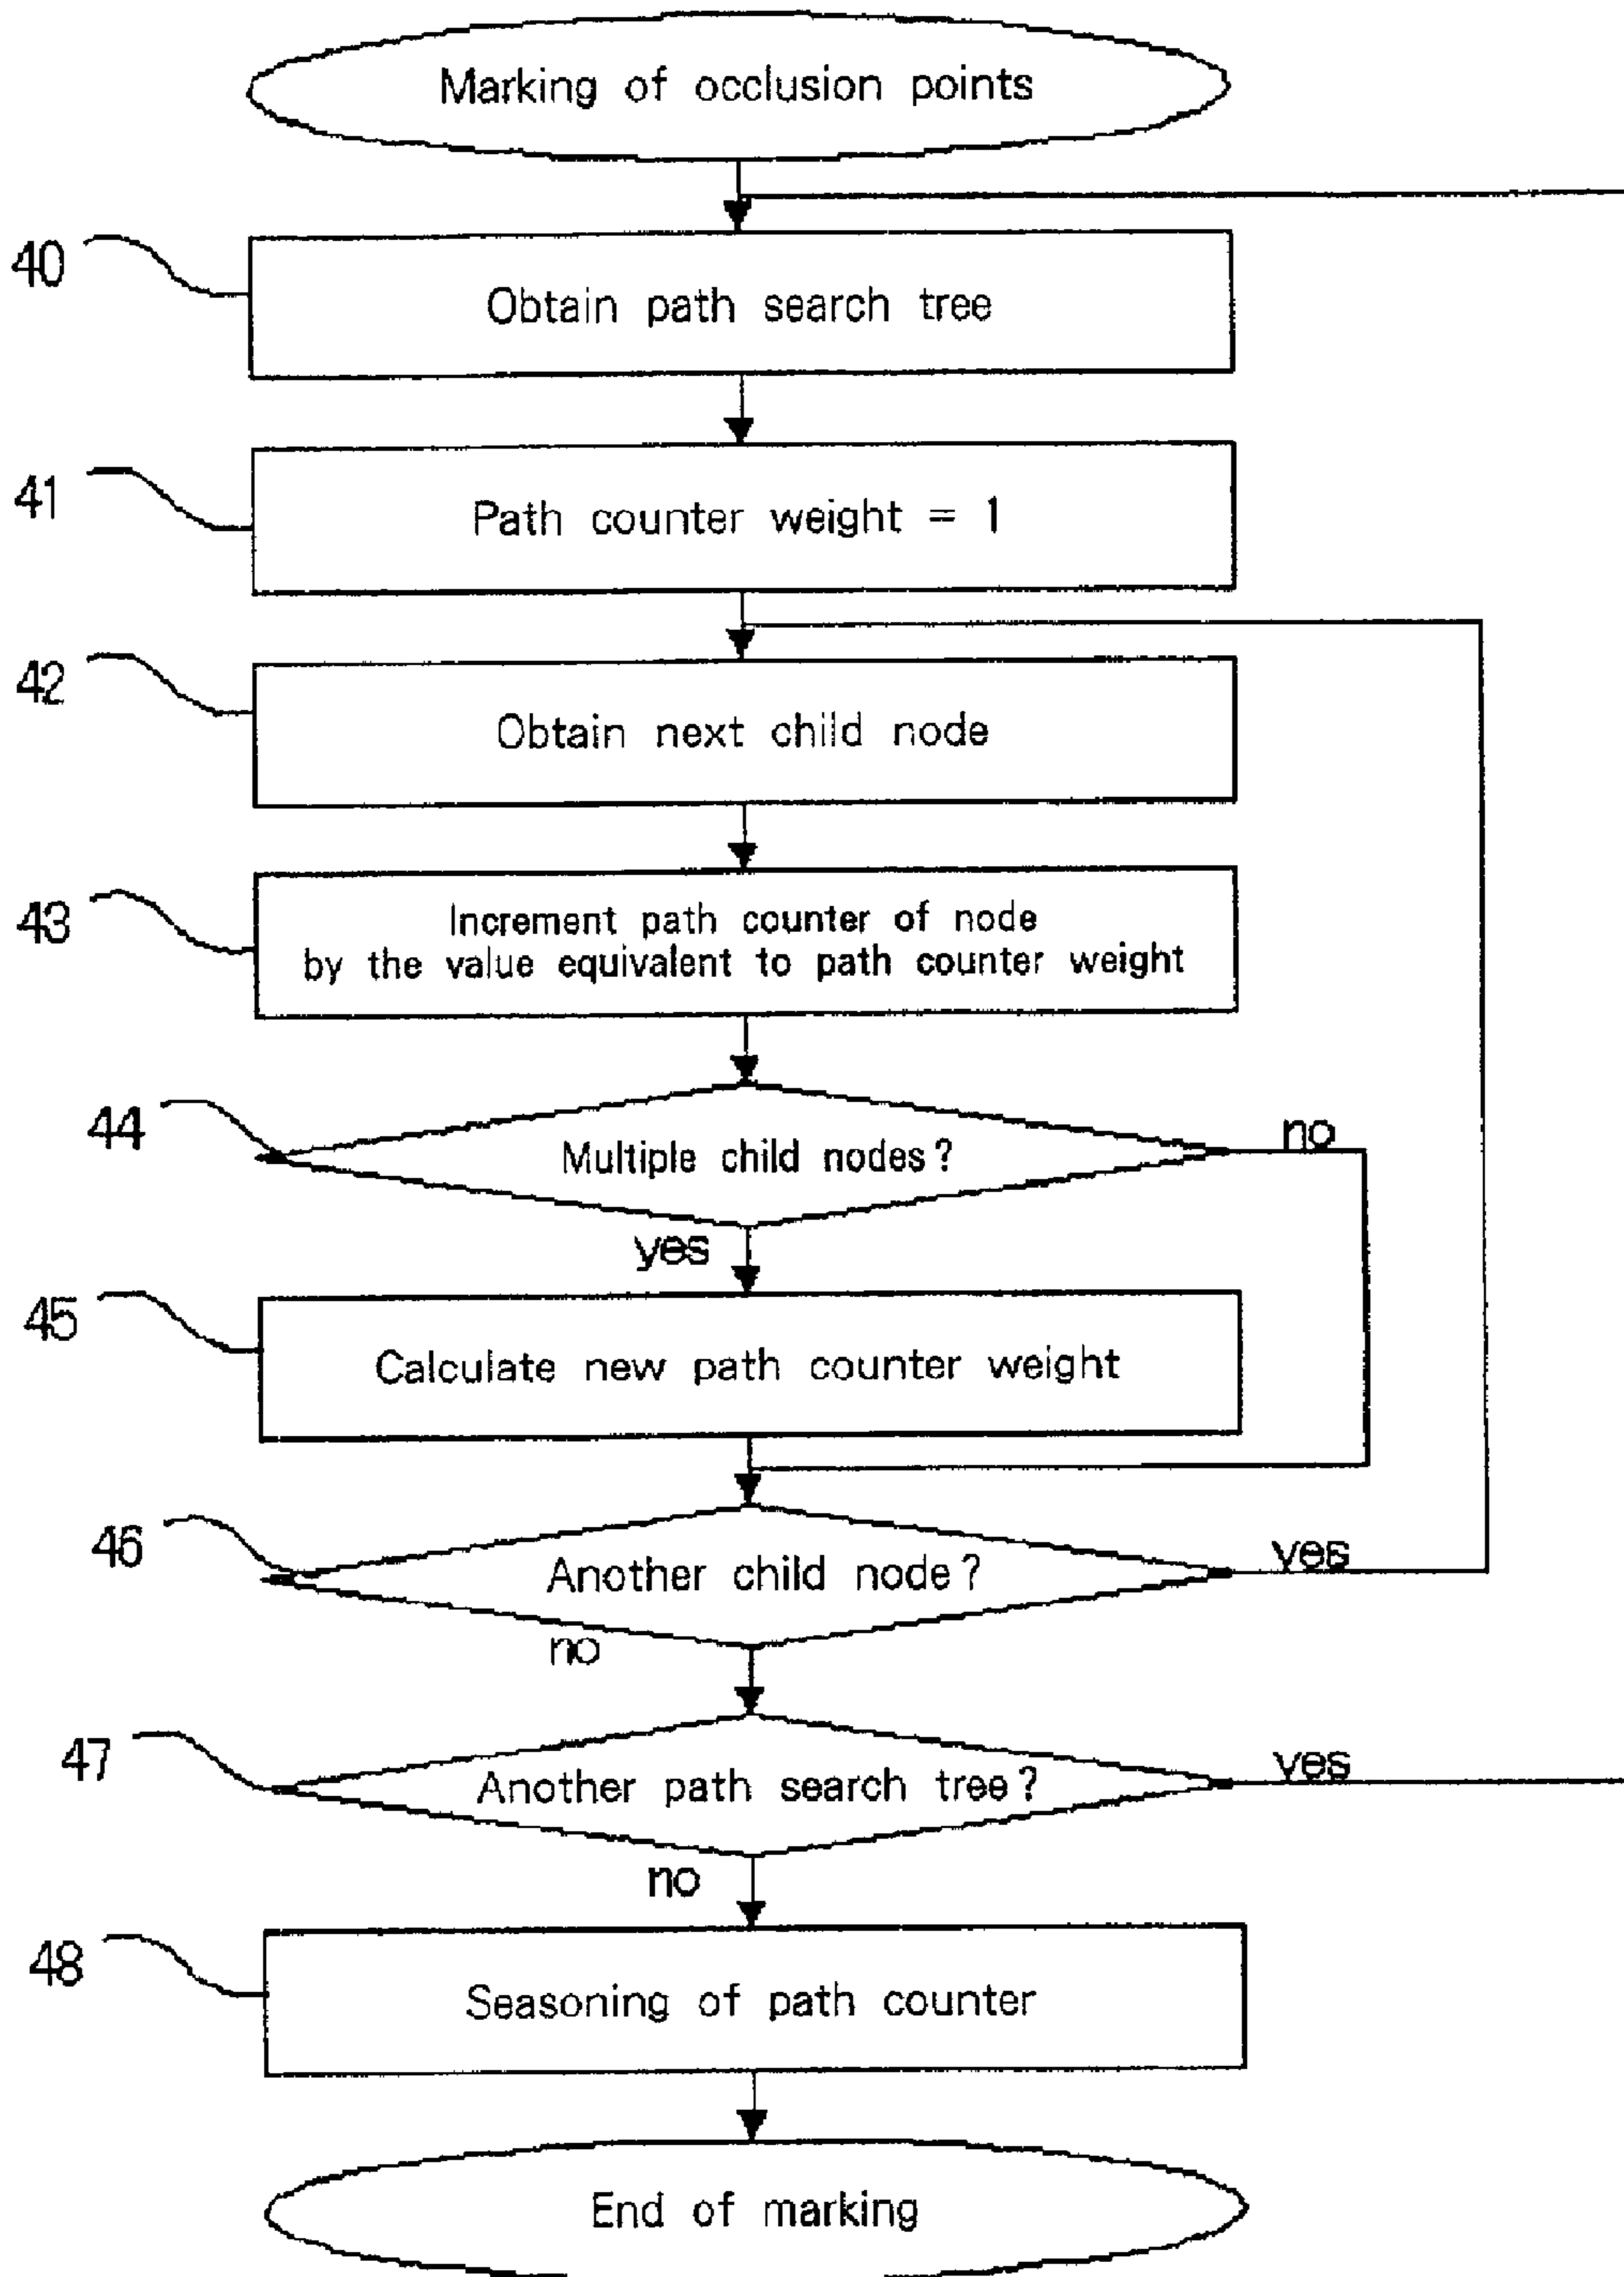 Marking of occlusion points
40
Obtain path search tree
41
Path counter weight = 1
42
Obtain next child node
43
Increment path counter of node
by the value equivalent to path counter weight
44
Multiple child nodes?
no
yes
45
Calculate new path counter weight
46
Another child node?
yes
no
47
Another path search tree?
yes
no
48
Seasoning of path counter
End of marking